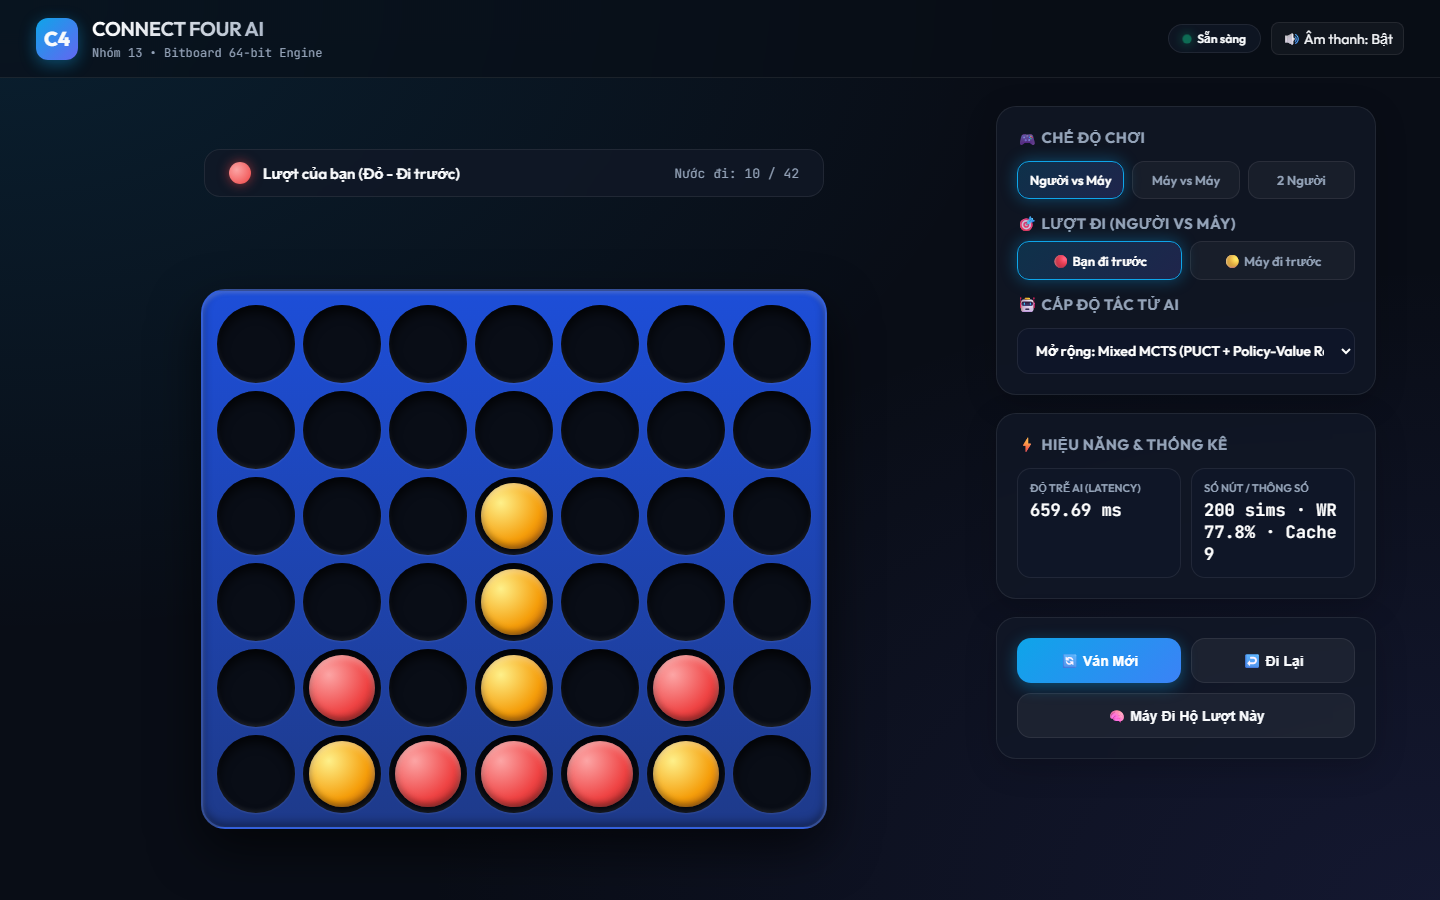 C4
CONNECT FOUR AI
Nhóm 13 • Bitboard 64-bit Engine
Sẵn sàng
Âm thanh: Bật
Lượt của bạn (Đỏ - Đi trước)
Nước đi: 10 / 42
CHẾ ĐỘ CHƠI
Người vs Máy
Máy vs Máy
2 Người
LƯỢT ĐI (NGƯỜI VS MÁY)
Bạn đi trước
Máy đi trước
CẤP ĐỘ TÁC TỬ AI
Mở rộng: Mixed MCTS (PUCT + Policy-Value
HIỆU NĂNG & THỐNG KÊ
ĐỘ TRỄ AI (LATENCY)
659.69 ms
SỐ NÚT / THÔNG SỐ
200 sims · WR
77.8% · Cache
9
Ván Mới
Đi Lại
Máy Đi Hộ Lượt Này